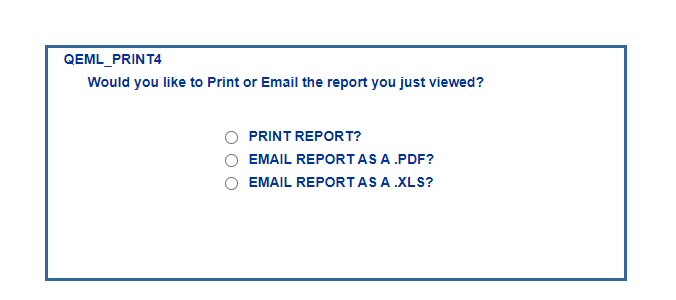 QEML_PRINT4
Would you like to Print or Email the report you just viewed?
PRINT REPORT?
EMAIL REPORT AS A .PDF?
EMAIL REPORT AS A .XLS?